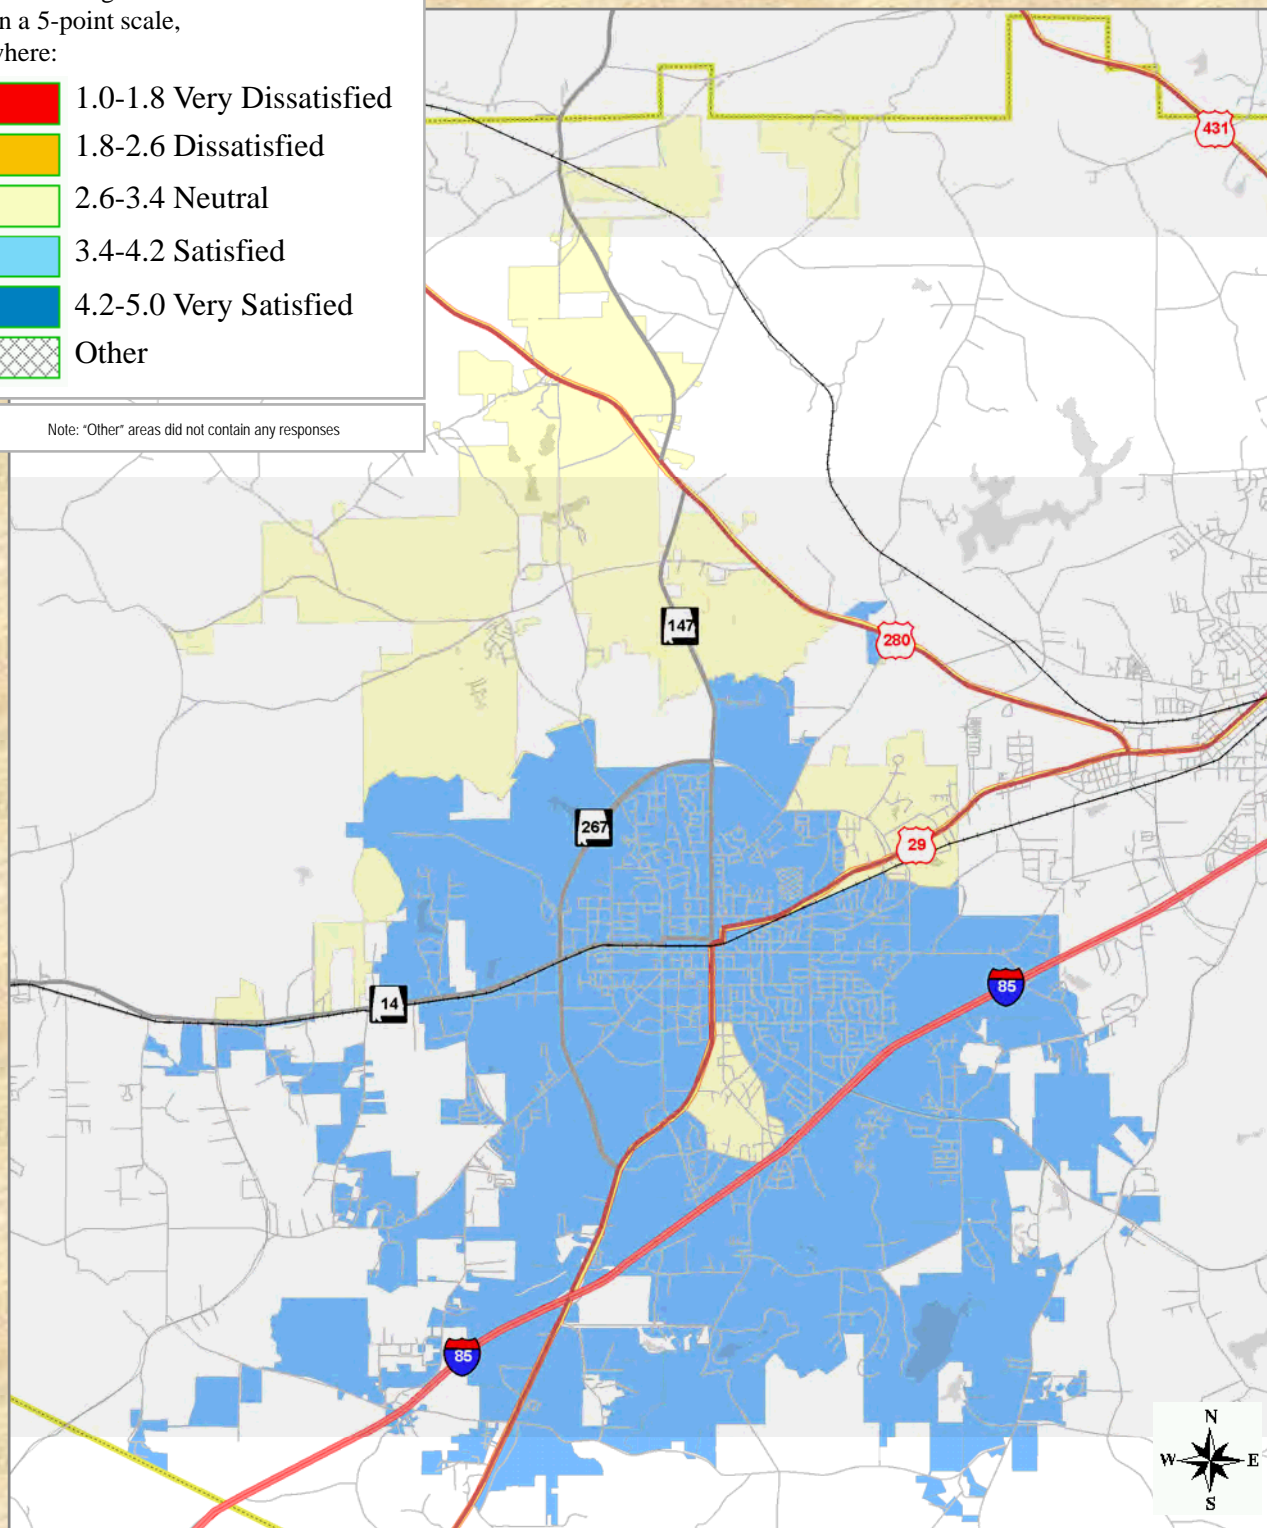 n a 5-point scale,
where:
1.0-1.8 Very Dissatisfied
1.8-2.6 Dissatisfied
2.6-3.4 Neutral
3.4-4.2 Satisfied
4.2-5.0 Very Satisfied
Other
Note: "Other" areas did not contain any responses
431
147
280
267
29
14
85
85
N
W E
S